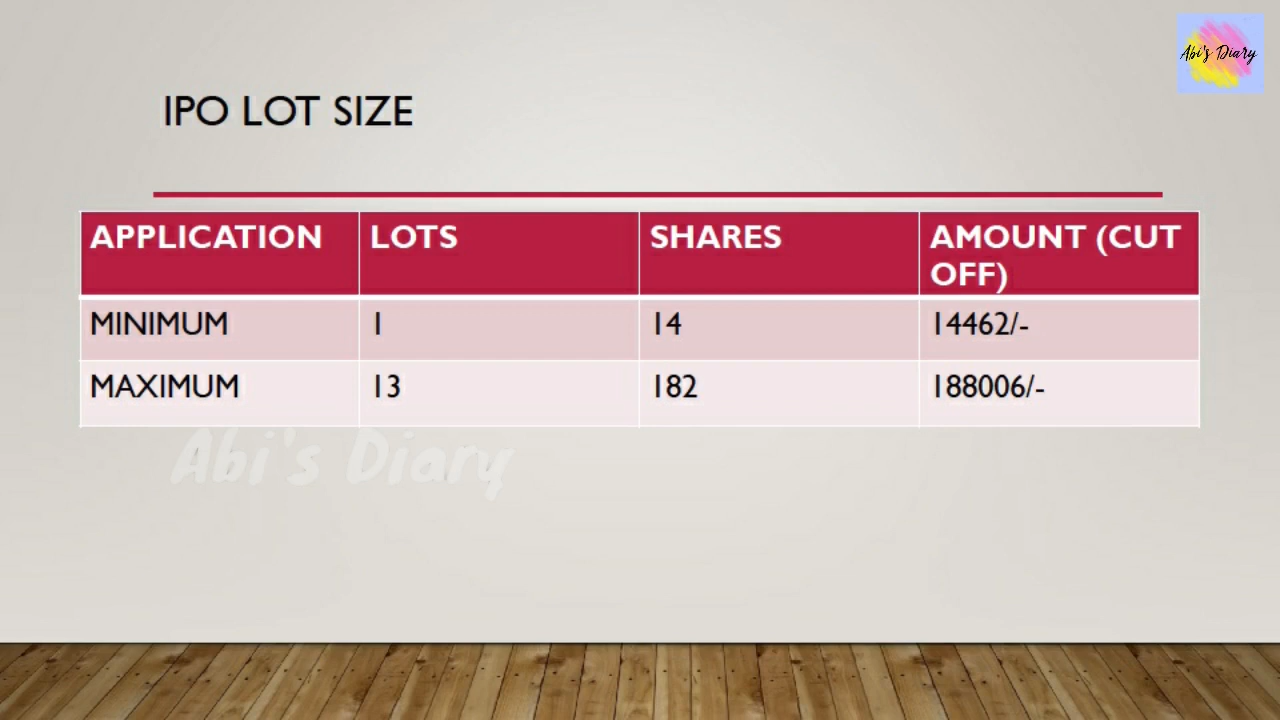 Abi's Diary
IPO LOT SIZE
APPLICATION LOTS SHARES AMOUNT (CUT
OFF)
MINIMUM 1 14 14462/-
MAXIMUM 13 182 188006/-
Abi's Diary